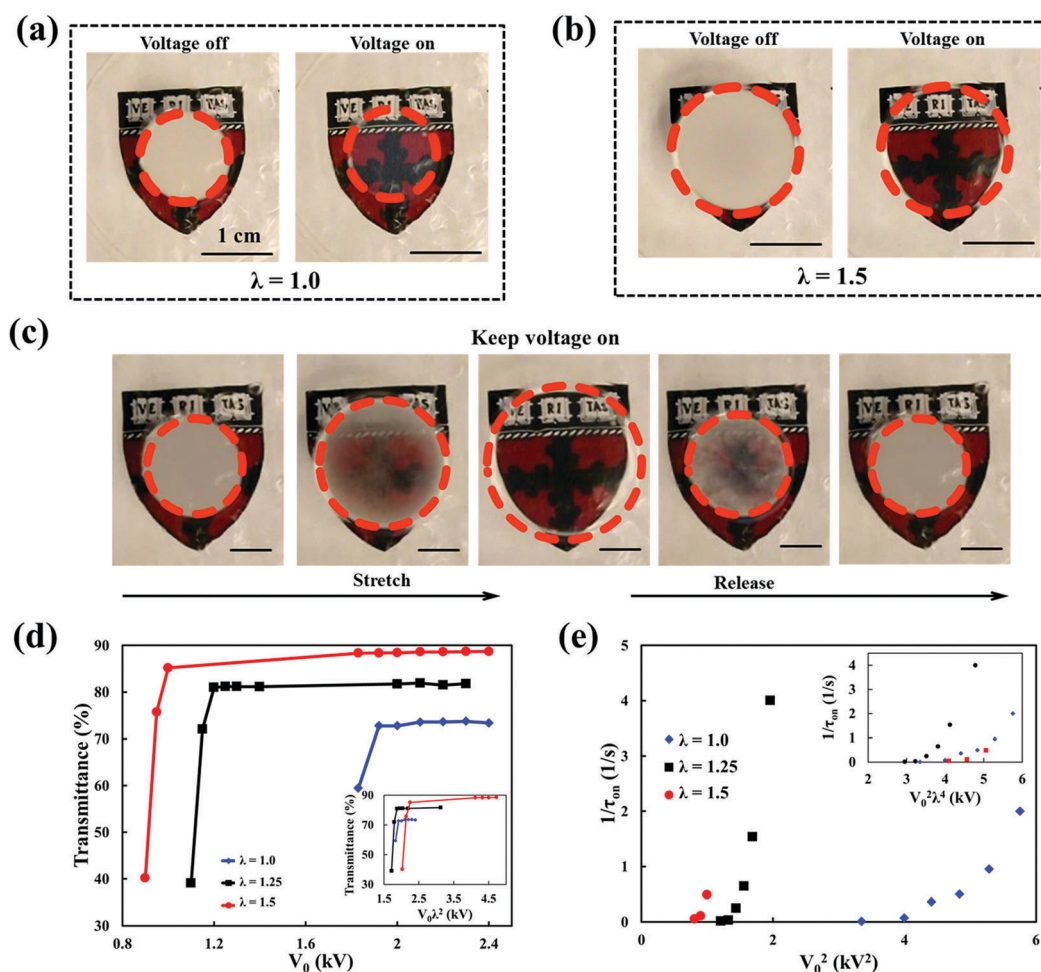 (a)
Voltage off Voltage on
VE RI TAS VE RI TAS
1 cm
λ = 1.0
(b)
Voltage off Voltage on
VE RI TAS
λ = 1.5
(c)
Keep voltage on
VE RI TAS TAS VE RI TAS VE RI TAS VE RI TAS
Stretch Release
(d)
Transmittance (%)
90
80
70
60
50
40
30
0.8 1.2 1.6 2 2.4
V₀ (kV)
λ = 1.0
λ = 1.25
λ = 1.5
Transmittance (%)
90
70
50
30
1.5 2.5 3.5 4.5
V₀λ² (kV)
(e)
1/τon (1/s)
5
4
3
2
1
0
0 2 4 6
V₀² (kV²)
λ = 1.0
λ = 1.25
λ = 1.5
1/τon (1/s)
4
3
2
1
0
2 3 4 5 6
V₀²λ⁴ (kV)